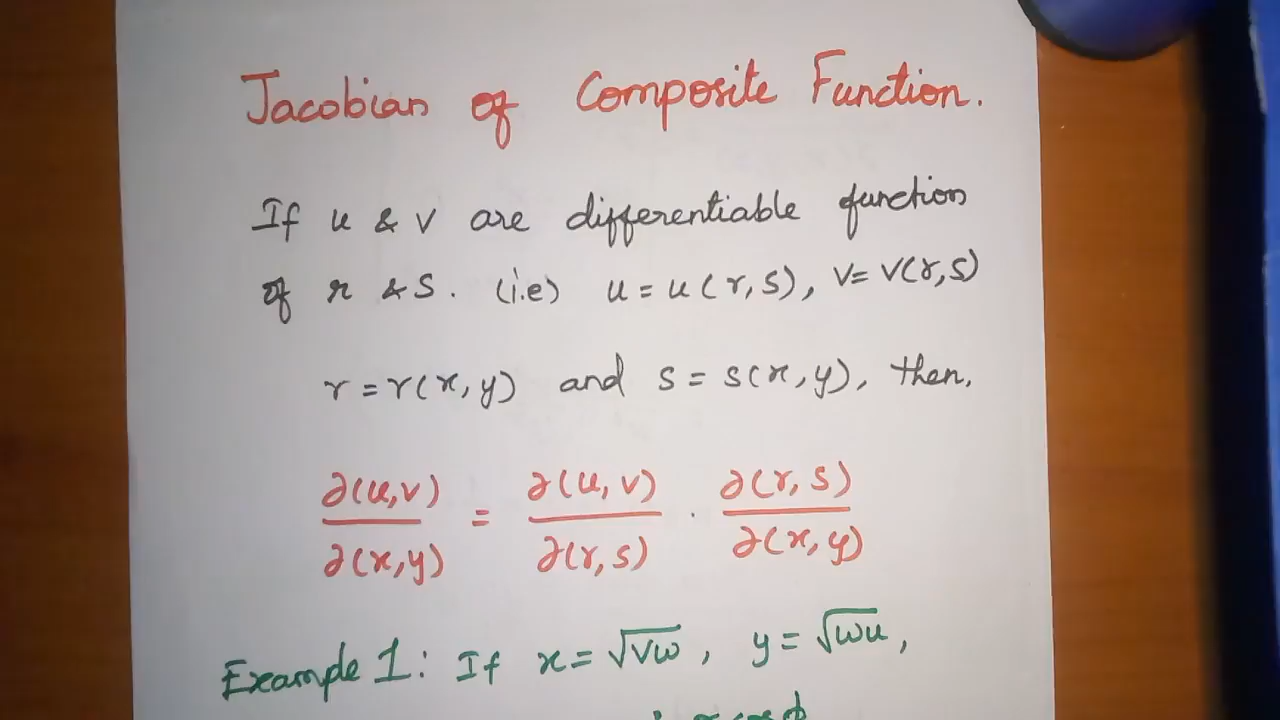 Jacobian of Composite Function.
If u & v are differentiable function
of r & s. (i.e) u = u(r, s), v = v(r, s)
r = r(x, y) and s = s(x, y), then,
∂(u,v)/∂(x,y) = ∂(u, v)/∂(r, s) · ∂(r, s)/∂(x, y)
Example 1: If x = √vw, y = √wu,